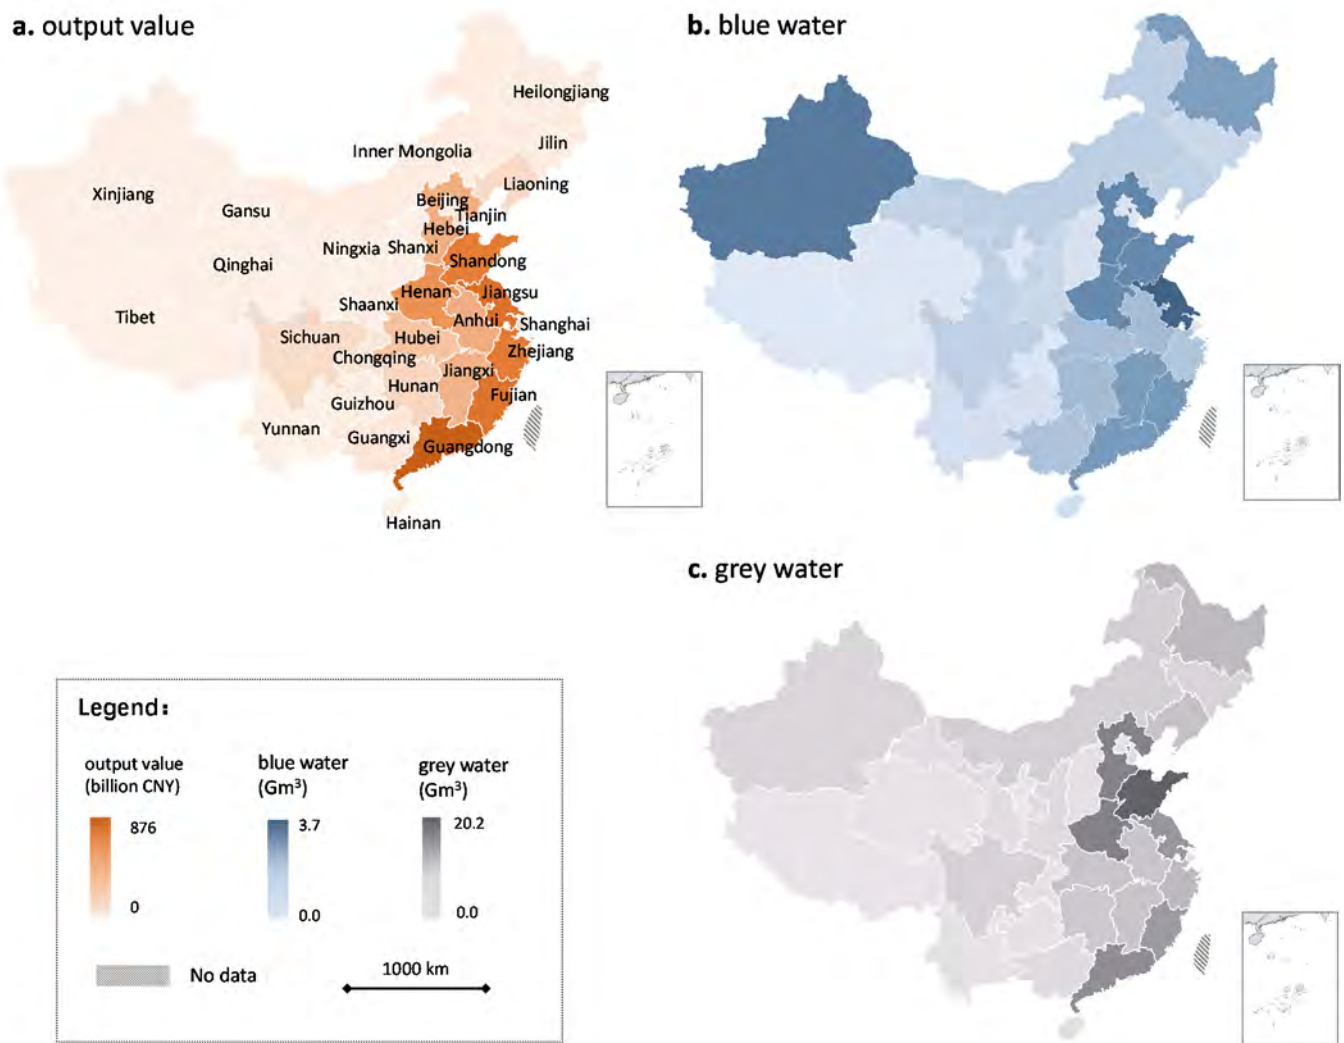 a. output value
Heilongjiang
Jilin
Inner Mongolia
Liaoning
Xinjiang
Beijing
Gansu
Tianjin
Hebei
Ningxia
Shanxi
Shandong
Qinghai
Henan
Jiangsu
Shaanxi
Tibet
Anhui
Shanghai
Sichuan
Hubei
Zhejiang
Chongqing
Jiangxi
Hunan
Fujian
Guizhou
Yunnan
Guangxi
Guangdong
Hainan
b. blue water
c. grey water
Legend:
output value
(billion CNY)
876
0
blue water
(Gm³)
3.7
0.0
grey water
(Gm³)
20.2
0.0
No data
1000 km